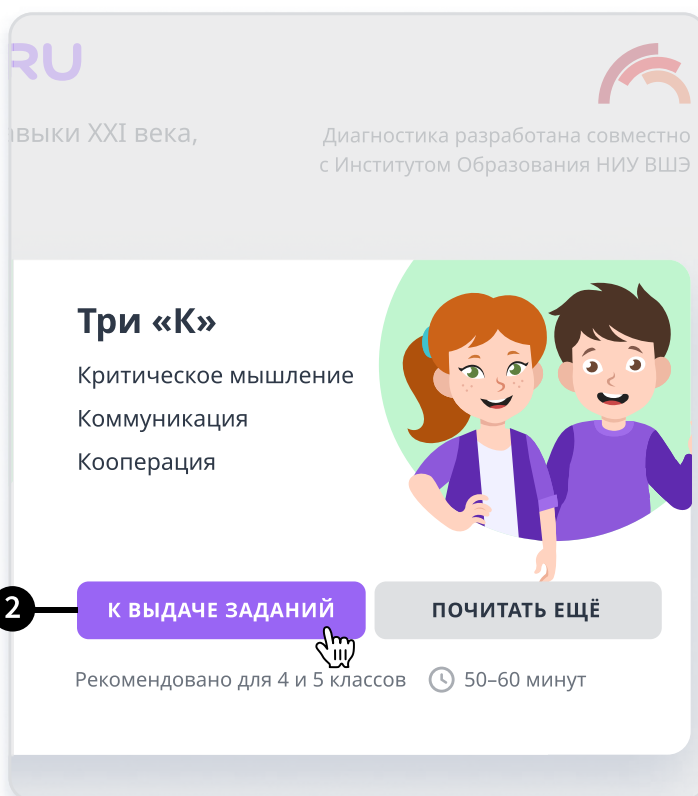 RU
выки XXI века,
Диагностика разработана совместно
с Институтом Образования НИУ ВШЭ
Три «К»
Критическое мышление
Коммуникация
Кооперация
2
К ВЫДАЧЕ ЗАДАНИЙ
ПОЧИТАТЬ ЕЩЁ
Рекомендовано для 4 и 5 классов
50–60 минут